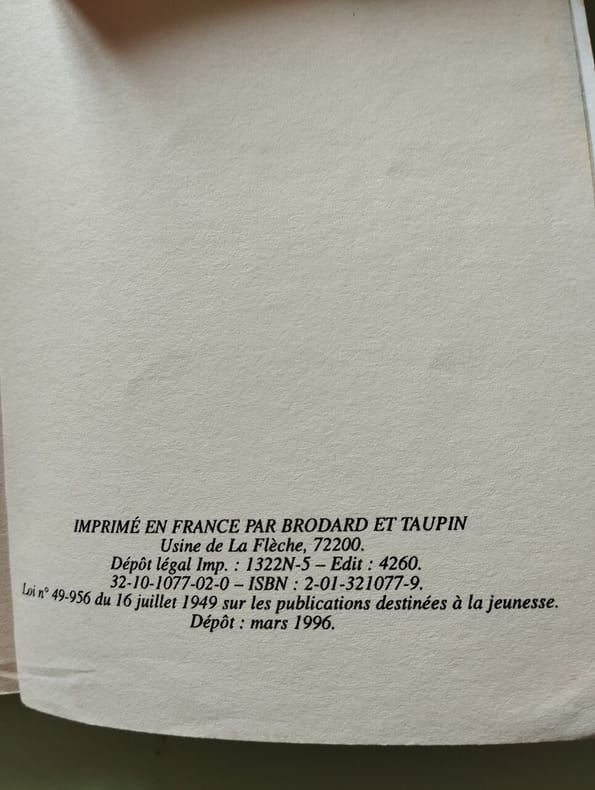 IMPRIMÉ EN FRANCE PAR BRODARD ET TAUPIN
Usine de La Flèche, 72200.
Dépôt légal Imp. : 1322N-5 – Edit : 4260.
32-10-1077-02-0 – ISBN : 2-01-321077-9.
Loi n° 49-956 du 16 juillet 1949 sur les publications destinées à la jeunesse.
Dépôt : mars 1996.